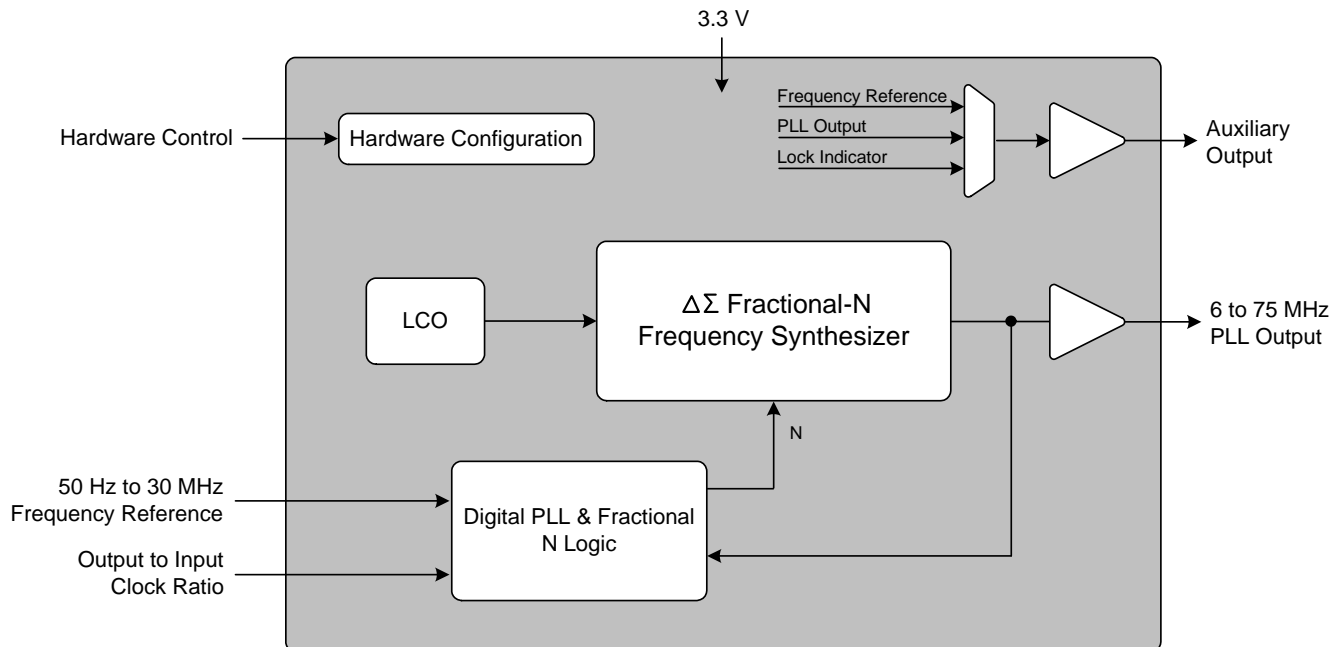 3.3 V
Hardware Control
Hardware Configuration
Frequency Reference
PLL Output
Lock Indicator
Auxiliary
Output
LCO
ΔΣ Fractional-N
Frequency Synthesizer
6 to 75 MHz
PLL Output
N
50 Hz to 30 MHz
Frequency Reference
Digital PLL & Fractional
N Logic
Output to Input
Clock Ratio